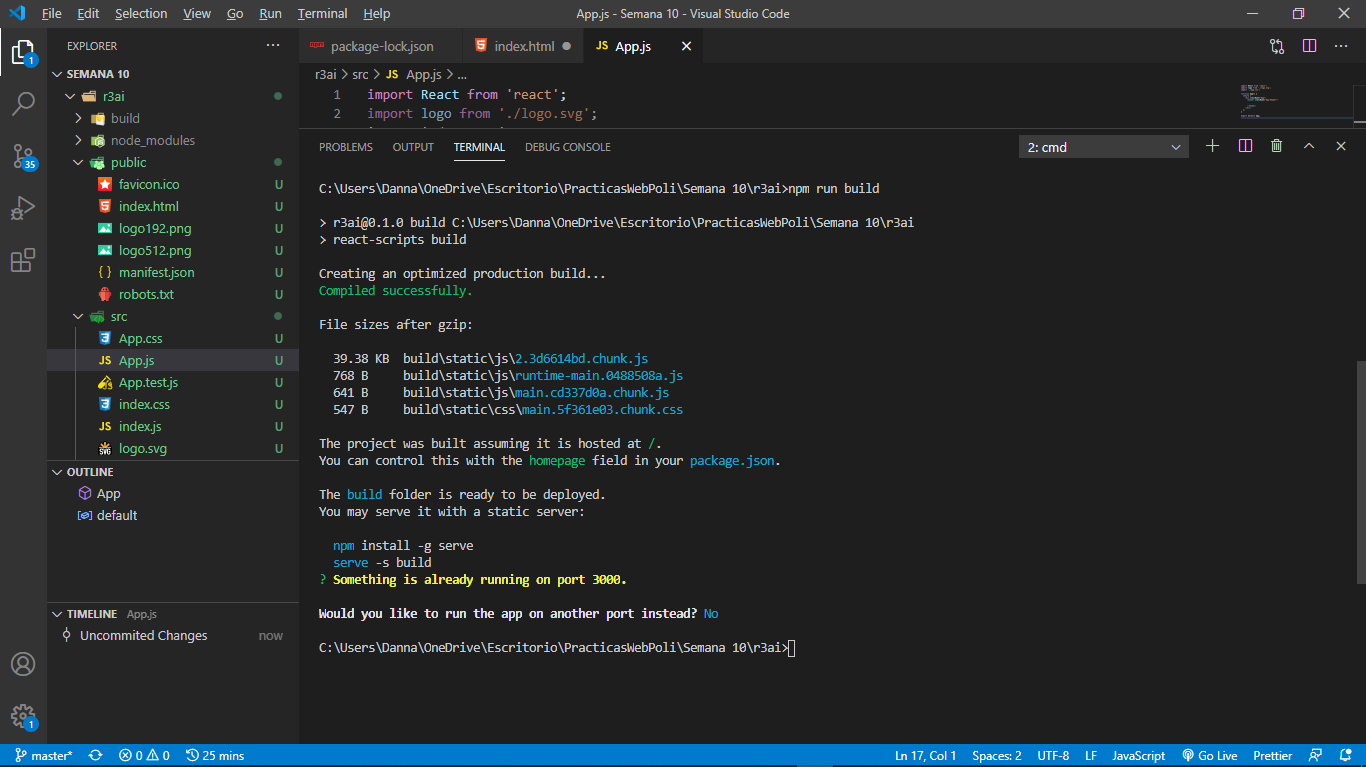 File Edit Selection View Go Run Terminal Help App.js - Semana 10 - Visual Studio Code
EXPLORER
SEMANA 10
r3ai
build
node_modules
public
favicon.ico U
index.html U
logo192.png U
logo512.png U
manifest.json U
robots.txt U
src
App.css U
App.js U
App.test.js U
index.css U
index.js U
logo.svg U
OUTLINE
App
default
TIMELINE App.js
Uncommited Changes now
1
35
1
package-lock.json index.html JS App.js
r3ai > src > JS App.js > ...
1 import React from 'react';
2 import logo from './logo.svg';
PROBLEMS OUTPUT TERMINAL DEBUG CONSOLE 2: cmd
C:\Users\Danna\OneDrive\Escritorio\PracticasWebPoli\Semana 10\r3ai>npm run build
> r3ai@0.1.0 build C:\Users\Danna\OneDrive\Escritorio\PracticasWebPoli\Semana 10\r3ai
> react-scripts build
Creating an optimized production build...
Compiled successfully.
File sizes after gzip:
39.38 KB build\static\js\2.3d6614bd.chunk.js
768 B build\static\js\runtime-main.0488508a.js
641 B build\static\js\main.cd337d0a.chunk.js
547 B build\static\css\main.5f361e03.chunk.css
The project was built assuming it is hosted at /.
You can control this with the homepage field in your package.json.
The build folder is ready to be deployed.
You may serve it with a static server:
npm install -g serve
serve -s build
? Something is already running on port 3000.
Would you like to run the app on another port instead? No
C:\Users\Danna\OneDrive\Escritorio\PracticasWebPoli\Semana 10\r3ai>
master* 0 0 25 mins Ln 17, Col 1 Spaces: 2 UTF-8 LF JavaScript Go Live Prettier